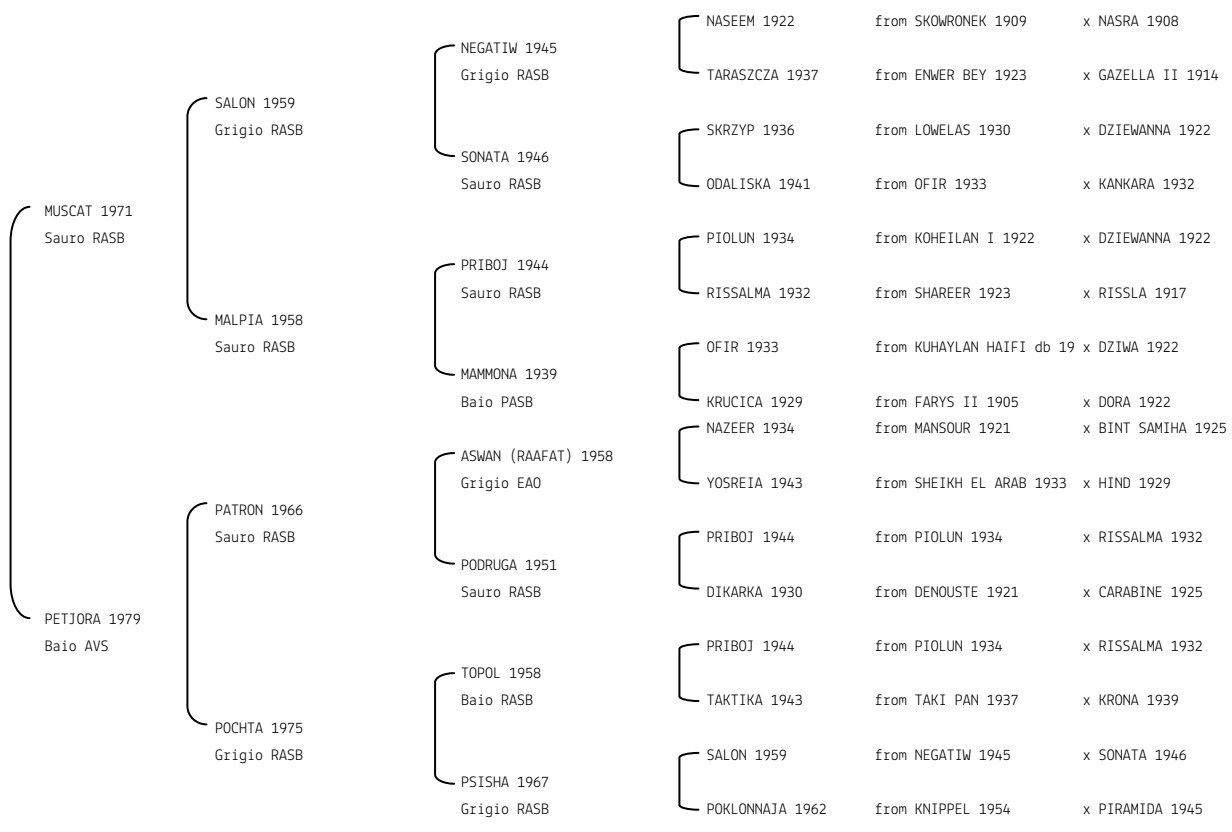 NASEEM 1922 from SKOWRONEK 1909 x NASRA 1908
NEGATIW 1945
Grigio RASB
TARASZCZA 1937 from ENWER BEY 1923 x GAZELLA II 1914
SALON 1959
Grigio RASB
SKRZYP 1936 from LOWELAS 1930 x DZIEWANNA 1922
SONATA 1946
Sauro RASB
ODALISKA 1941 from OFIR 1933 x KANKARA 1932
MUSCAT 1971
Sauro RASB
PIOLUN 1934 from KOHEILAN I 1922 x DZIEWANNA 1922
PRIBOJ 1944
Sauro RASB
RISSALMA 1932 from SHAREER 1923 x RISSLA 1917
MALPIA 1958
Sauro RASB
OFIR 1933 from KUHAYLAN HAIFI db 19 x DZIWA 1922
MAMMONA 1939
Baio PASB
KRUCICA 1929 from FARYS II 1905 x DORA 1922
NAZEER 1934 from MANSOUR 1921 x BINT SAMIHA 1925
ASWAN (RAAFAT) 1958
Grigio EAO
YOSREIA 1943 from SHEIKH EL ARAB 1933 x HIND 1929
PATRON 1966
Sauro RASB
PRIBOJ 1944 from PIOLUN 1934 x RISSALMA 1932
PODRUGA 1951
Sauro RASB
DIKARKA 1930 from DENOUSTE 1921 x CARABINE 1925
PETJORA 1979
Baio AVS
PRIBOJ 1944 from PIOLUN 1934 x RISSALMA 1932
TOPOL 1958
Baio RASB
TAKTIKA 1943 from TAKI PAN 1937 x KRONA 1939
POCHTA 1975
Grigio RASB
SALON 1959 from NEGATIW 1945 x SONATA 1946
PSISHA 1967
Grigio RASB
POKLONNAJA 1962 from KNIPPEL 1954 x PIRAMIDA 1945